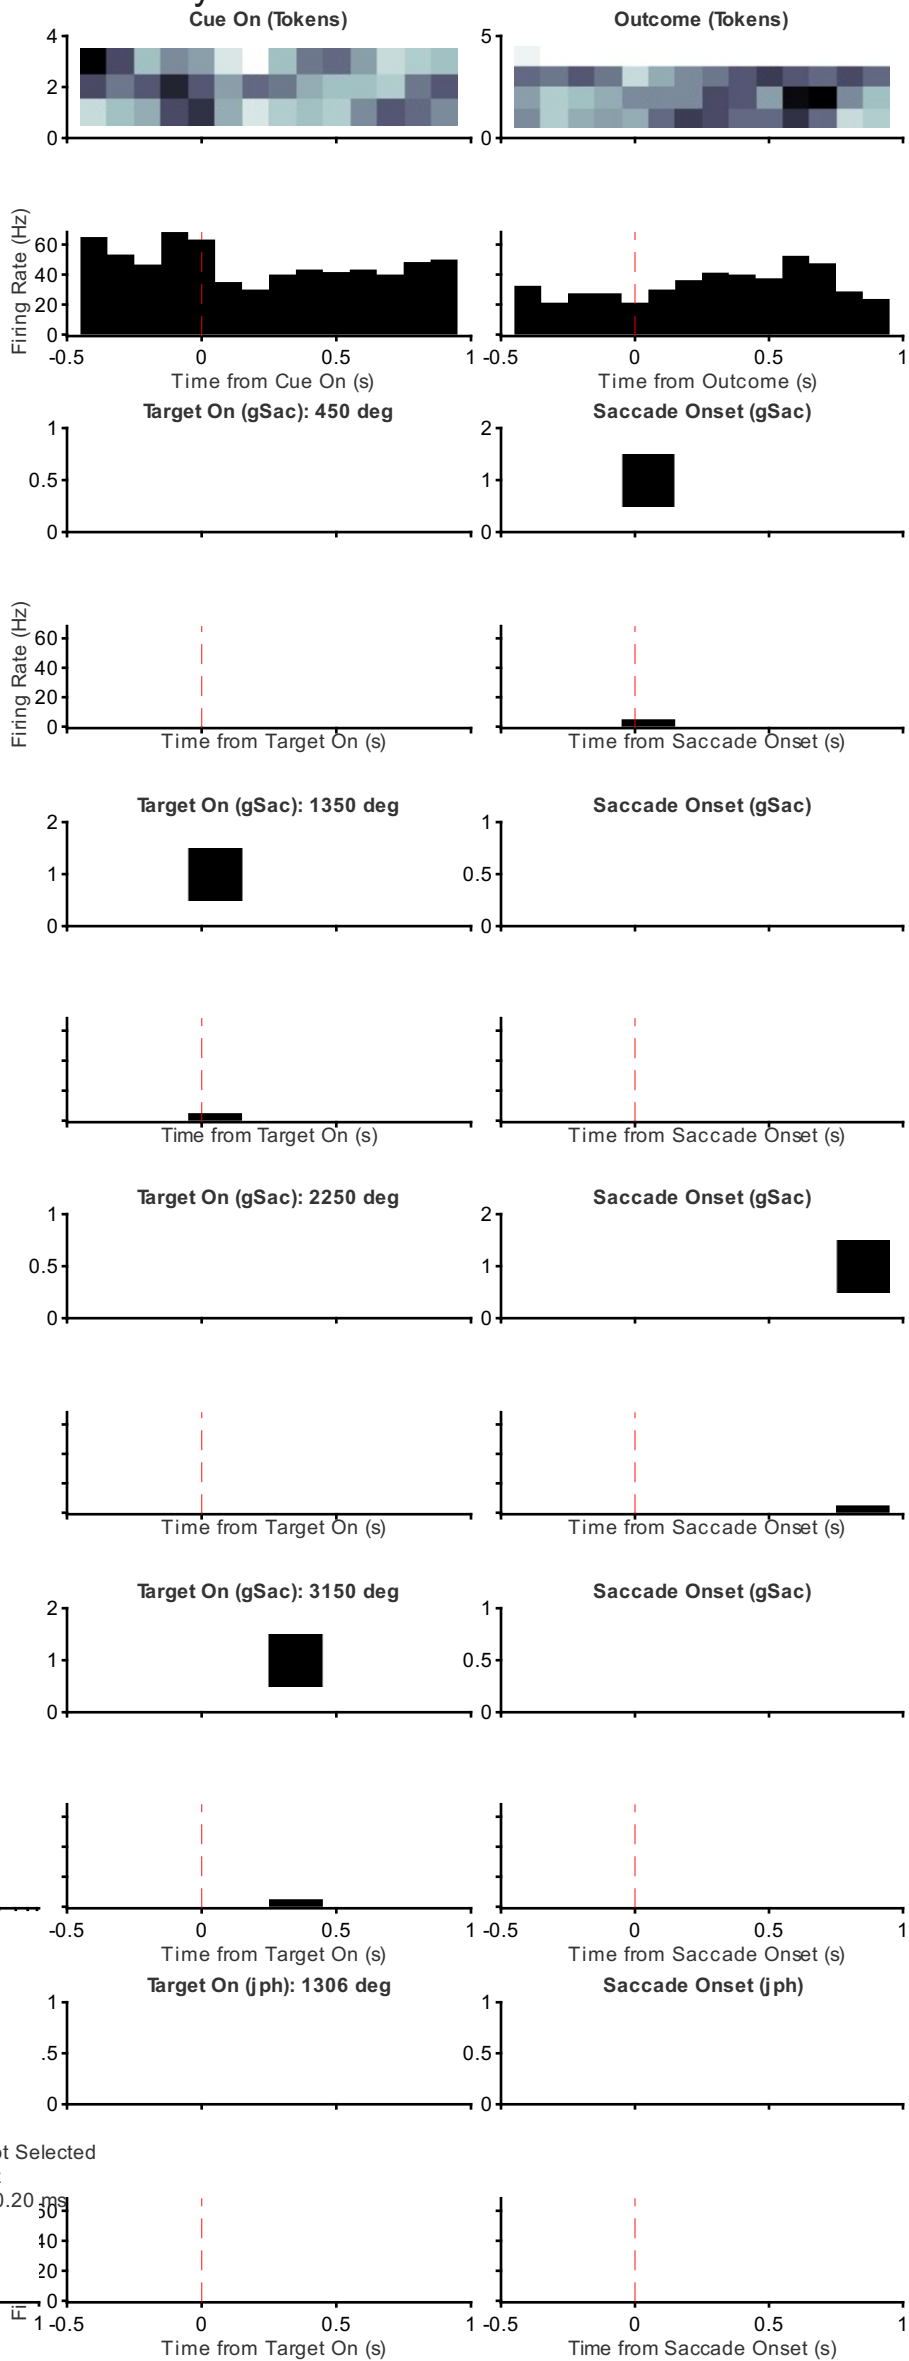 Cue On (Tokens) Outcome (Tokens)
4 5
2
0 0
Firing Rate (Hz)
60
40
20
0
-0.5 0 0.5 1 -0.5 0 0.5 1
Time from Cue On (s) Time from Outcome (s)
Target On (gSac): 450 deg Saccade Onset (gSac)
1 2
0.5 1
0 0
Firing Rate (Hz)
60
40
20
0
Time from Target On (s) Time from Saccade Onset (s)
Target On (gSac): 1350 deg Saccade Onset (gSac)
2 1
1 0.5
0 0
Time from Target On (s) Time from Saccade Onset (s)
Target On (gSac): 2250 deg Saccade Onset (gSac)
1 2
0.5 1
0 0
Time from Target On (s) Time from Saccade Onset (s)
Target On (gSac): 3150 deg Saccade Onset (gSac)
2 1
1 0.5
0 0
-0.5 0 0.5 1 -0.5 0 0.5 1
Time from Target On (s) Time from Saccade Onset (s)
Target On (jph): 1306 deg Saccade Onset (jph)
1 1
.5 0.5
0 0
Selected
0.20 ms
60
40
20
0
Fi
1 -0.5 0 0.5 1 -0.5 0 0.5 1
Time from Target On (s) Time from Saccade Onset (s)